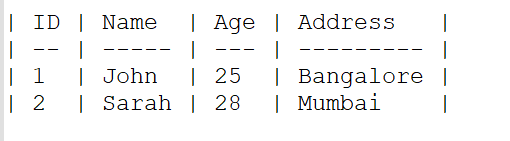 | ID | Name  | Age | Address   |
| -- | ----- | --- | --------- |
| 1  | John  | 25  | Bangalore |
| 2  | Sarah | 28  | Mumbai    |